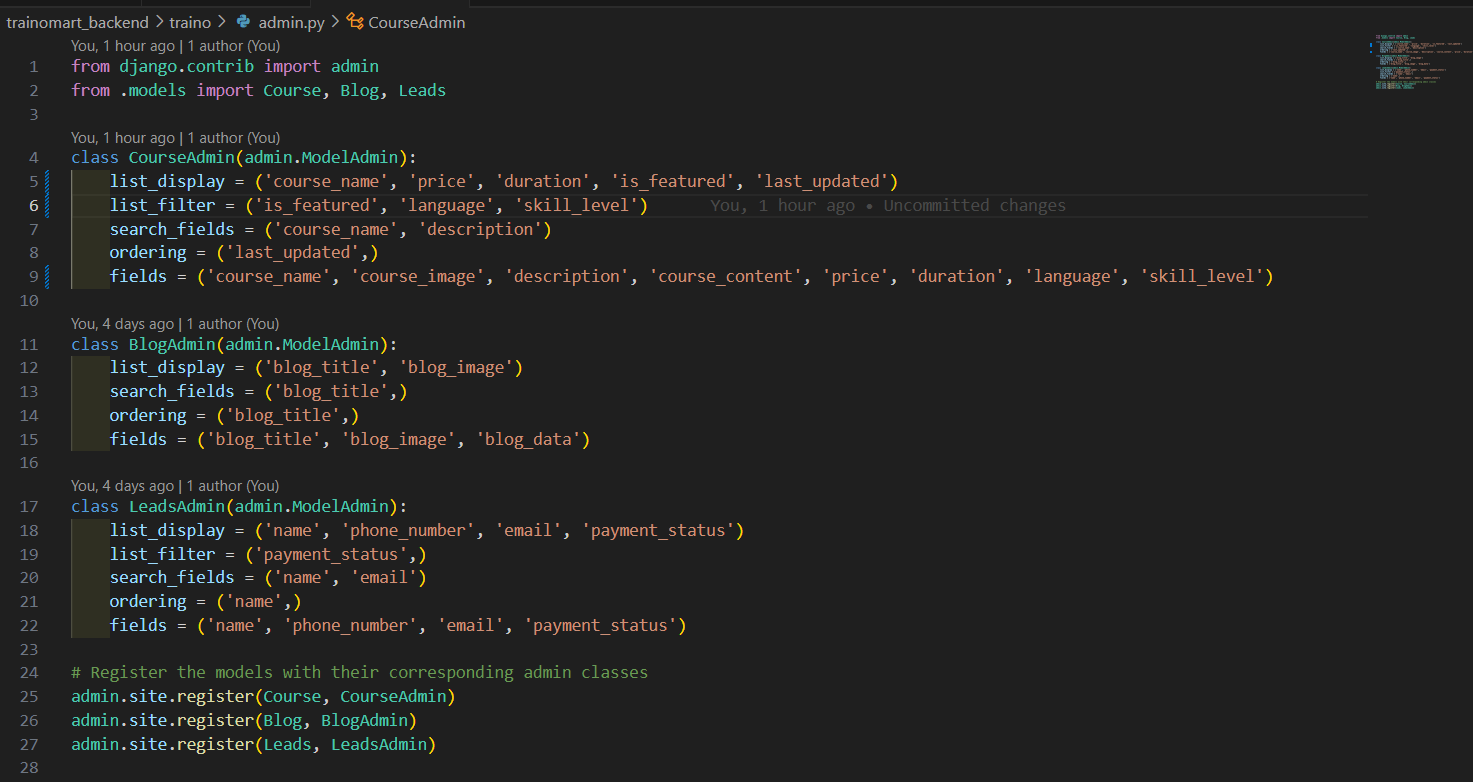 trainomart_backend > traino > admin.py > CourseAdmin
You, 1 hour ago | 1 author (You)
1 from django.contrib import admin
2 from .models import Course, Blog, Leads
3
You, 1 hour ago | 1 author (You)
4 class CourseAdmin(admin.ModelAdmin):
5     list_display = ('course_name', 'price', 'duration', 'is_featured', 'last_updated')
6     list_filter = ('is_featured', 'language', 'skill_level')     You, 1 hour ago • Uncommitted changes
7     search_fields = ('course_name', 'description')
8     ordering = ('last_updated',)
9     fields = ('course_name', 'course_image', 'description', 'course_content', 'price', 'duration', 'language', 'skill_level')
10
You, 4 days ago | 1 author (You)
11 class BlogAdmin(admin.ModelAdmin):
12     list_display = ('blog_title', 'blog_image')
13     search_fields = ('blog_title',)
14     ordering = ('blog_title',)
15     fields = ('blog_title', 'blog_image', 'blog_data')
16
You, 4 days ago | 1 author (You)
17 class LeadsAdmin(admin.ModelAdmin):
18     list_display = ('name', 'phone_number', 'email', 'payment_status')
19     list_filter = ('payment_status',)
20     search_fields = ('name', 'email')
21     ordering = ('name',)
22     fields = ('name', 'phone_number', 'email', 'payment_status')
23
24 # Register the models with their corresponding admin classes
25 admin.site.register(Course, CourseAdmin)
26 admin.site.register(Blog, BlogAdmin)
27 admin.site.register(Leads, LeadsAdmin)
28